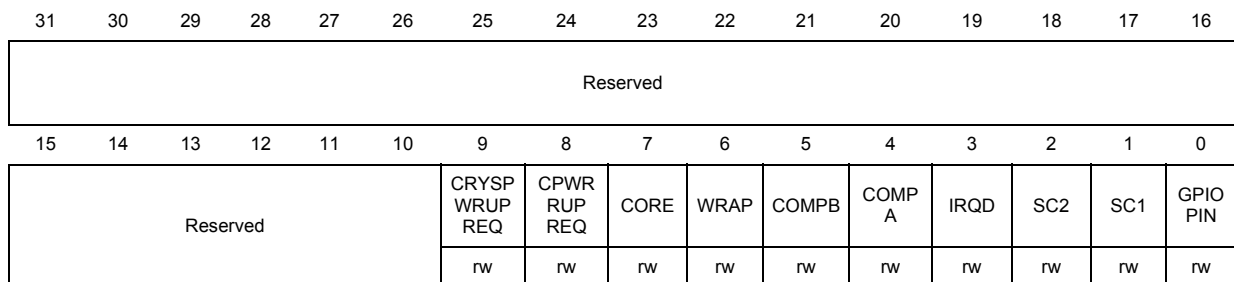 31 30 29 28 27 26 25 24 23 22 21 20 19 18 17 16
Reserved
15 14 13 12 11 10 9 8 7 6 5 4 3 2 1 0
Reserved
CRYSP
WRUP
REQ
CPWR
RUP
REQ
CORE
WRAP
COMPB
COMP
A
IRQD
SC2
SC1
GPIO
PIN
rw rw rw rw rw rw rw rw rw rw